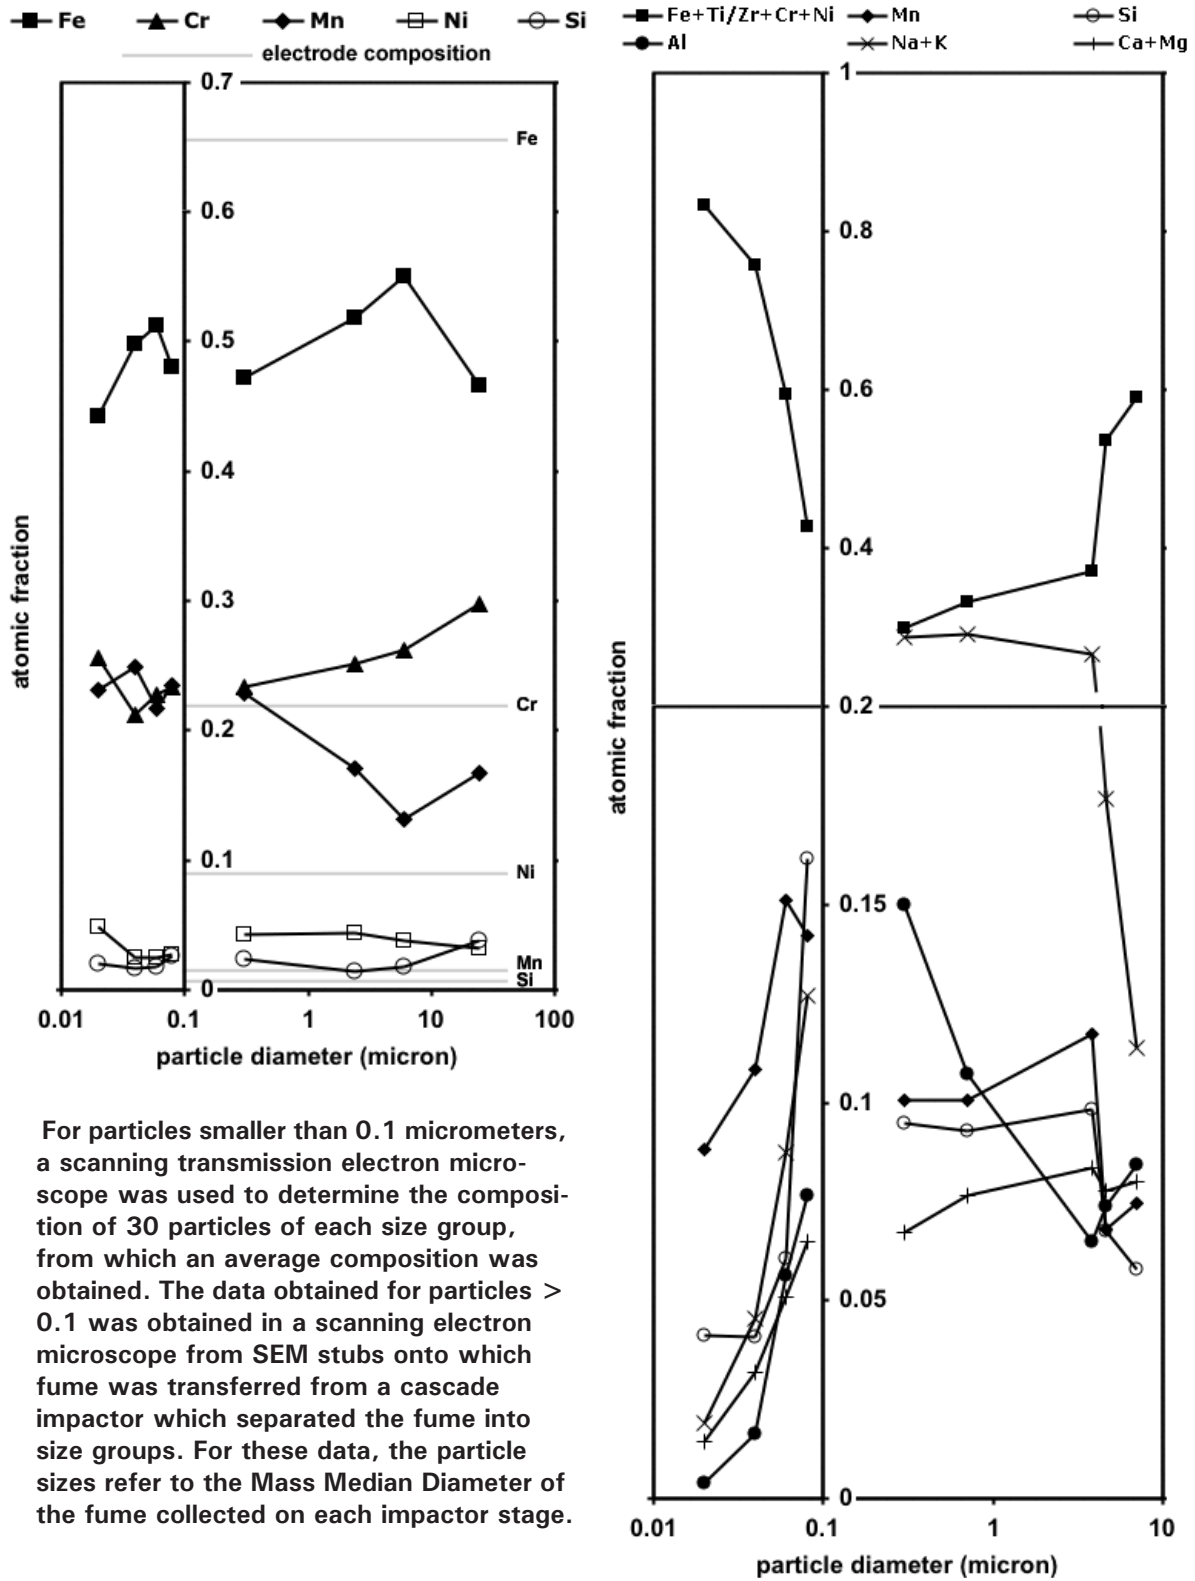 Fe Cr Mn Ni Si
electrode composition
0.7
0.6
0.5
0.4
0.3
0.2
0.1
0
Fe
Cr
Ni
Mn
Si
atomic fraction
0.01 0.1 1 10 100
particle diameter (micron)
For particles smaller than 0.1 micrometers,
a scanning transmission electron micro-
scope was used to determine the composi-
tion of 30 particles of each size group,
from which an average composition was
obtained. The data obtained for particles >
0.1 was obtained in a scanning electron
microscope from SEM stubs onto which
fume was transferred from a cascade
impactor which separated the fume into
size groups. For these data, the particle
sizes refer to the Mass Median Diameter of
the fume collected on each impactor stage.
Fe+Ti/Zr+Cr+Ni Mn Si
Al Na+K Ca+Mg
1
0.8
0.6
0.4
0.2
0.15
0.1
0.05
0
atomic fraction
0.01 0.1 1 10
particle diameter (micron)